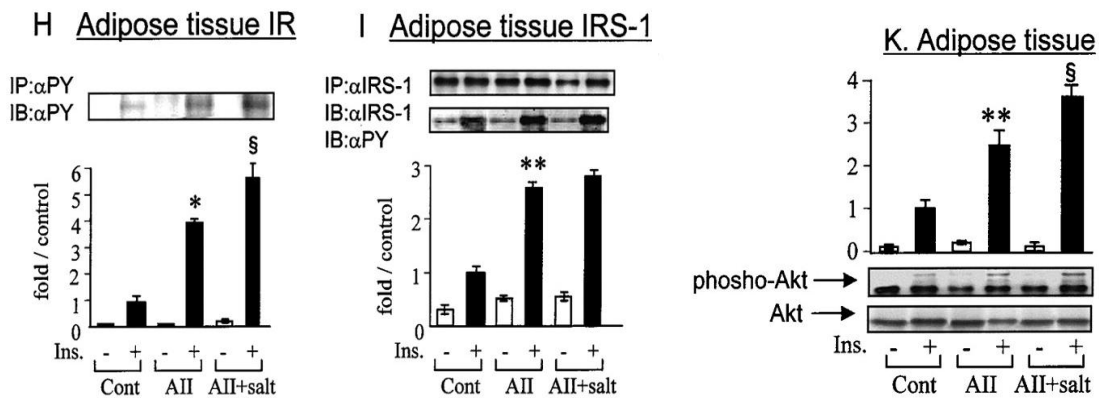 H Adipose tissue IR
IP:αPY
IB:αPY
§
*
6
5
4
3
2
1
0
fold / control
Ins. - + - + - +
Cont AII AII+salt
I Adipose tissue IRS-1
IP:αIRS-1
IB:αIRS-1
IB:αPY
**
3
2
1
0
fold / control
- + - + - +
Cont AII AII+salt
K. Adipose tissue
§
**
4
3
2
1
0
phosho-Akt
Akt
Ins. - + - + - +
Cont AII AII+salt